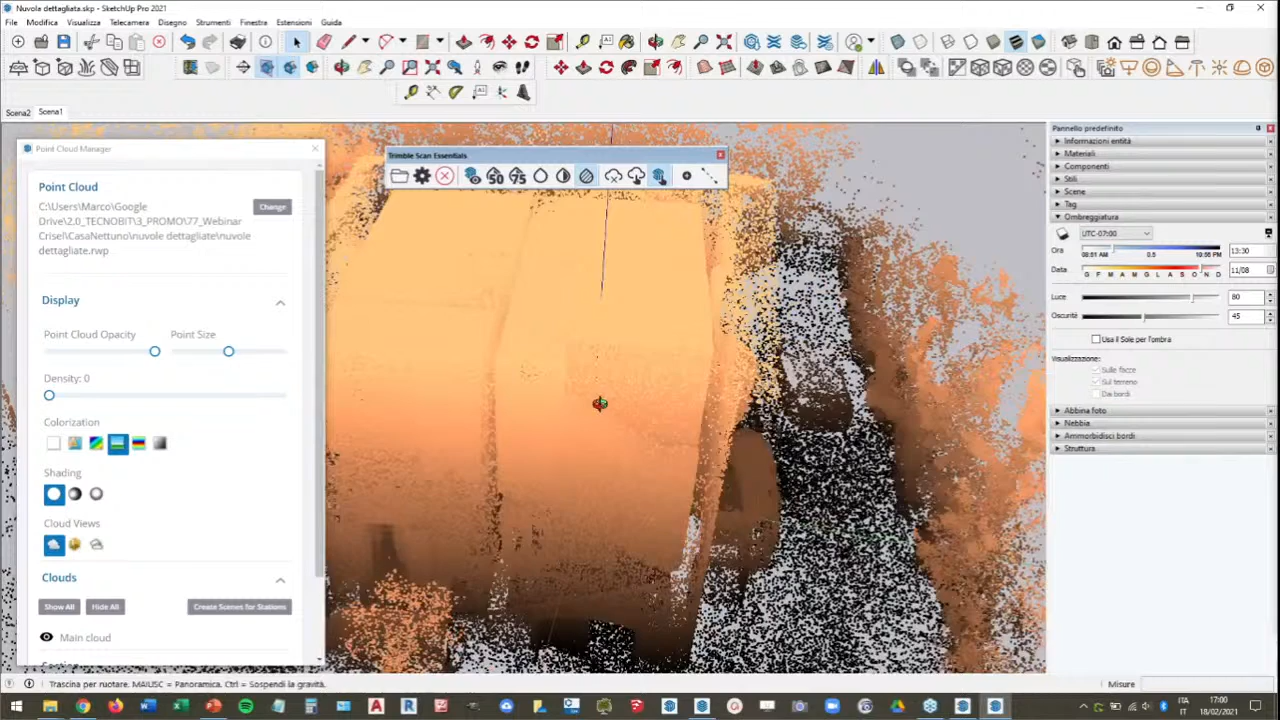 Nuvola dettagliata.skp - SketchUp Pro 2021
File Modifica Visualizza Telecamera Disegno Strumenti Finestra Estensioni Guida
Scena2 Scena1
Point Cloud Manager
Point Cloud
C:\Users\Marco\Google
Drive\2.0_TECNOBIT\3_PROMO\77_Webinar
Crisel\CasaNettuno\nuvole dettagliate\nuvole
dettagliate.rwp
Change
Display
Point Cloud Opacity
Point Size
Density: 0
Colorization
Shading
Cloud Views
Clouds
Show All
Hide All
Create Scenes for Stations
Main cloud
Trimble Scan Essentials
50
75
Pannello predefinito
Informazioni entità
Materiali
Componenti
Stili
Scene
Tag
Ombreggiatura
UTC-07:00
Ora
13:30
Data
G F M A M G L A S O N D
11/08
Luce
80
Oscurità
45
Usa il Sole per l'ombra
Visualizzazione:
Sulle facce
Sul terreno
Dai bordi
Abbina foto
Nebbia
Ammorbidisci bordi
Struttura
Trascina per ruotare. MAIUSC = Panoramica, Ctrl = Sospendi la gravità.
Misure
ITA
IT
17:00
18/02/2021